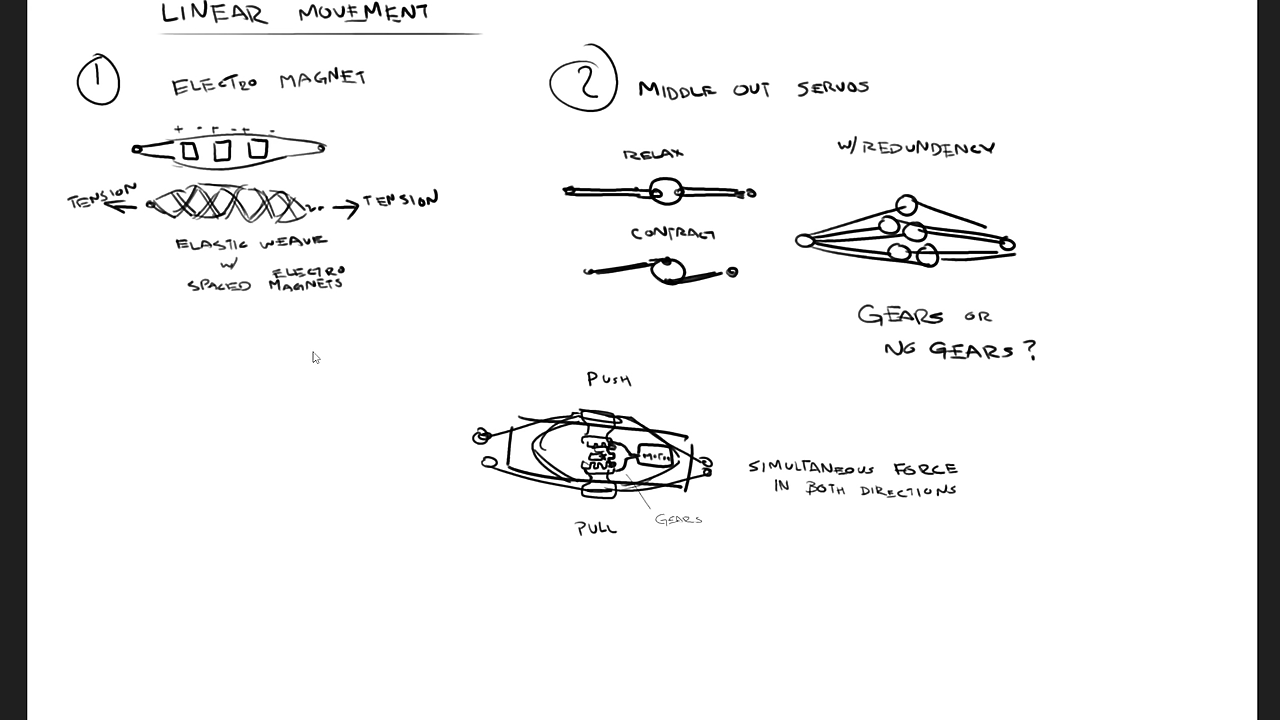 LINEAR MOVEMENT
1
ELECTRO MAGNET
+ - + - + -
TENSION
TENSION
ELASTIC WEAVE
W/
SPACED ELECTRO MAGNETS
2
MIDDLE OUT SERVOS
RELAX
CONTRACT
W/ REDUNDENCY
GEARS OR
NO GEARS?
PUSH
MOTOR
GEARS
PULL
SIMULTANEOUS FORCE
IN BOTH DIRECTIONS